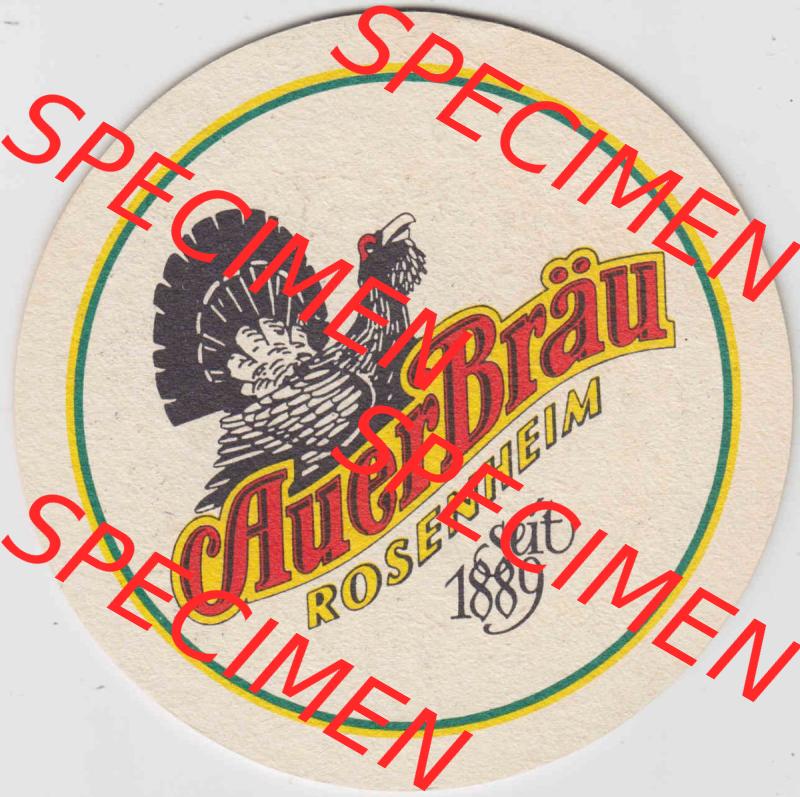 SPECIMEN
SPECIMEN
AuerBräu
ROSENHEIM
seit
1889
SPECIMEN
SPECIMEN